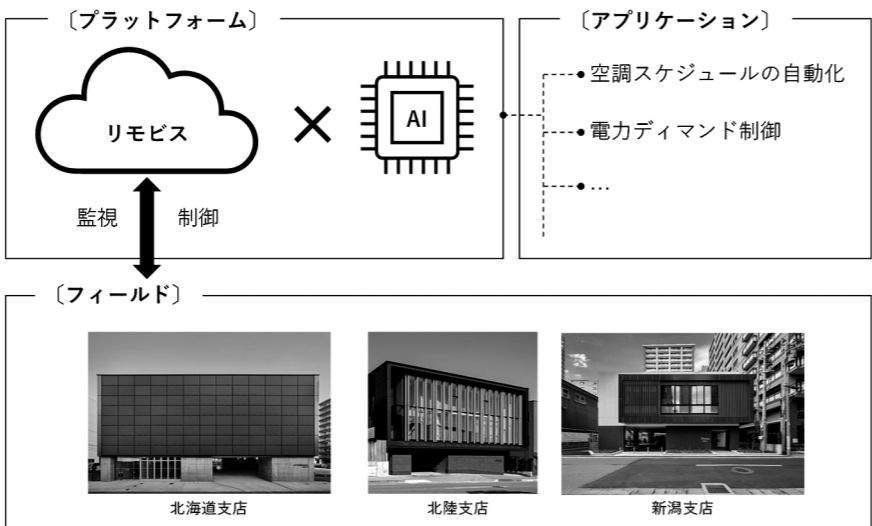 〔プラットフォーム〕
〔アプリケーション〕
リモビス
AI
監視
制御
空調スケジュールの自動化
電力ディマンド制御
…
〔フィールド〕
北海道支店
北陸支店
新潟支店